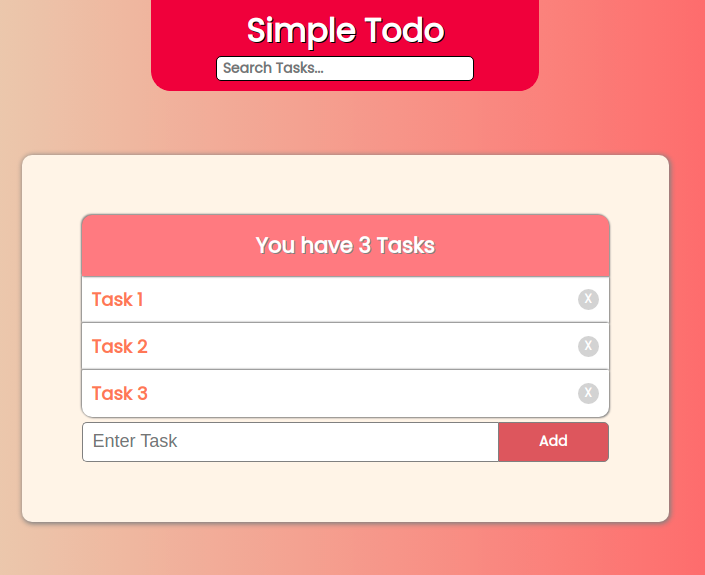 Simple Todo
Search Tasks...
You have 3 Tasks
Task 1 X
Task 2 X
Task 3 X
Enter Task Add